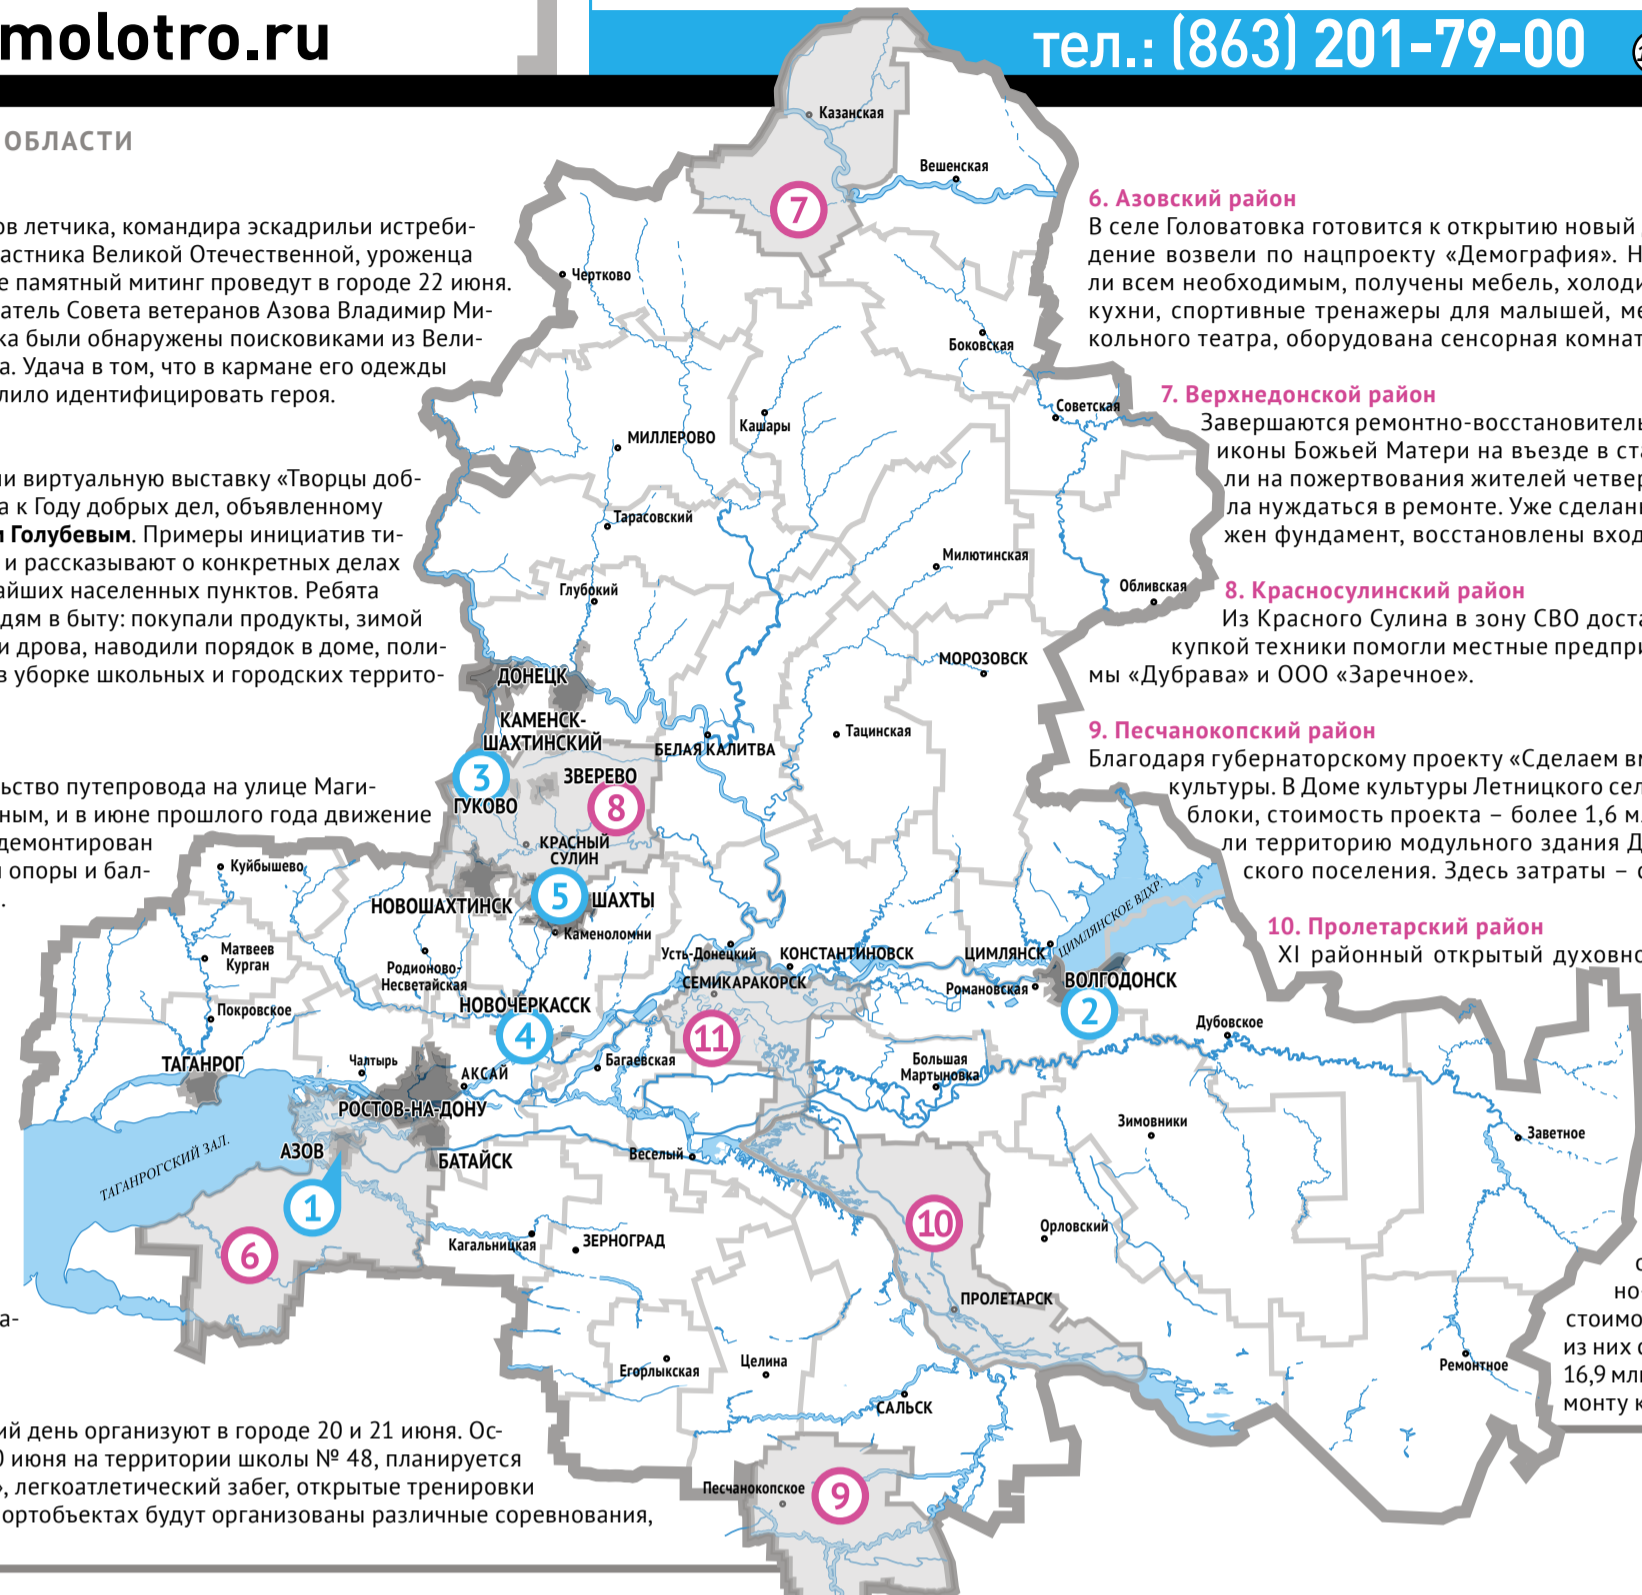 molotro.ru
тел.: (863) 201-79-00
ОБЛАСТИ
ов летчика, командира эскадрильи истреби-
астника Великой Отечественной, уроженца
е памятный митинг проведут в городе 22 июня.
атель Совета ветеранов Азова Владимир Ми-
ка были обнаружены поисковиками из Вели-
а. Удача в том, что в кармане его одежды
лило идентифицировать героя.
ли виртуальную выставку «Творцы доб-
а к Году добрых дел, объявленному
м Голубевым. Примеры инициатив ти-
и рассказывают о конкретных делах
айших населенных пунктов. Ребята
дям в быту: покупали продукты, зимой
и дрова, наводили порядок в доме, поли-
в уборке школьных и городских террито-
ьство путепровода на улице Маги-
ным, и в июне прошлого года движение
демонтирован
и опоры и бал-
.
а-
ий день организуют в городе 20 и 21 июня. Ос-
0 июня на территории школы № 48, планируется
», легкоатлетический забег, открытые тренировки
ортобъектах будут организованы различные соревнования,
6. Азовский район
В селе Головатовка готовится к открытию новый
дение возвели по нацпроекту «Демография». Н
ли всем необходимым, получены мебель, холоди
кухни, спортивные тренажеры для малышей, ме
кольного театра, оборудована сенсорная комнат
7. Верхнедонской район
Завершаются ремонтно-восстановитель
иконы Божьей Матери на въезде в ста
ли на пожертвования жителей четвер
ла нуждаться в ремонте. Уже сделан
жен фундамент, восстановлены вход
8. Красносулинский район
Из Красного Сулина в зону СВО доста
купкой техники помогли местные предпри
мы «Дубрава» и ООО «Заречное».
9. Песчанокопский район
Благодаря губернаторскому проекту «Сделаем вм
культуры. В Доме культуры Летницкого сел
блоки, стоимость проекта – более 1,6 м
ли территорию модульного здания Д
ского поселения. Здесь затраты – с
10. Пролетарский район
XI районный открытый духовно
с
но-
стоимо
из них с
16,9 мл
монту к
Казанская
Вешенская
7
Чертково
Боковская
Советская
Кашары
МИЛЛЕРОВО
Тарасовский
Милютинская
Глубокий
Обливская
МОРОЗОВСК
ДОНЕЦК
КАМЕНСК-
ШАХТИНСКИЙ
Тацинская
БЕЛАЯ КАЛИТВА
3
ЗВЕРЕВО
8
ГУКОВО
КРАСНЫЙ
СУЛИН
Куйбышево
5
ШАХТЫ
НОВОШАХТИНСК
Каменоломни
Матвеев
Курган
Родионово-
Несветайская
Усть-Донецкий
КОНСТАНТИНОВСК
ЦИМЛЯНСК
ЦИМЛЯНСКОЕ ВДХР.
СЕМИКАРАКОРСК
Романовская
ВОЛГОДОНСК
2
Покровское
НОВОЧЕРКАССК
4
11
Дубовское
ТАГАНРОГ
Чалтырь
АКСАЙ
Багаевская
Большая
Мартыновка
РОСТОВ-НА-ДОНУ
Зимовники
Заветное
ТАГАНРОГСКИЙ ЗАЛ.
АЗОВ
БАТАЙСК
Веселый
1
10
6
Кагальницкая
ЗЕРНОГРАД
Орловский
ПРОЛЕТАРСК
Егорлыкская
Целина
Ремонтное
САЛЬСК
Песчанокопское
9